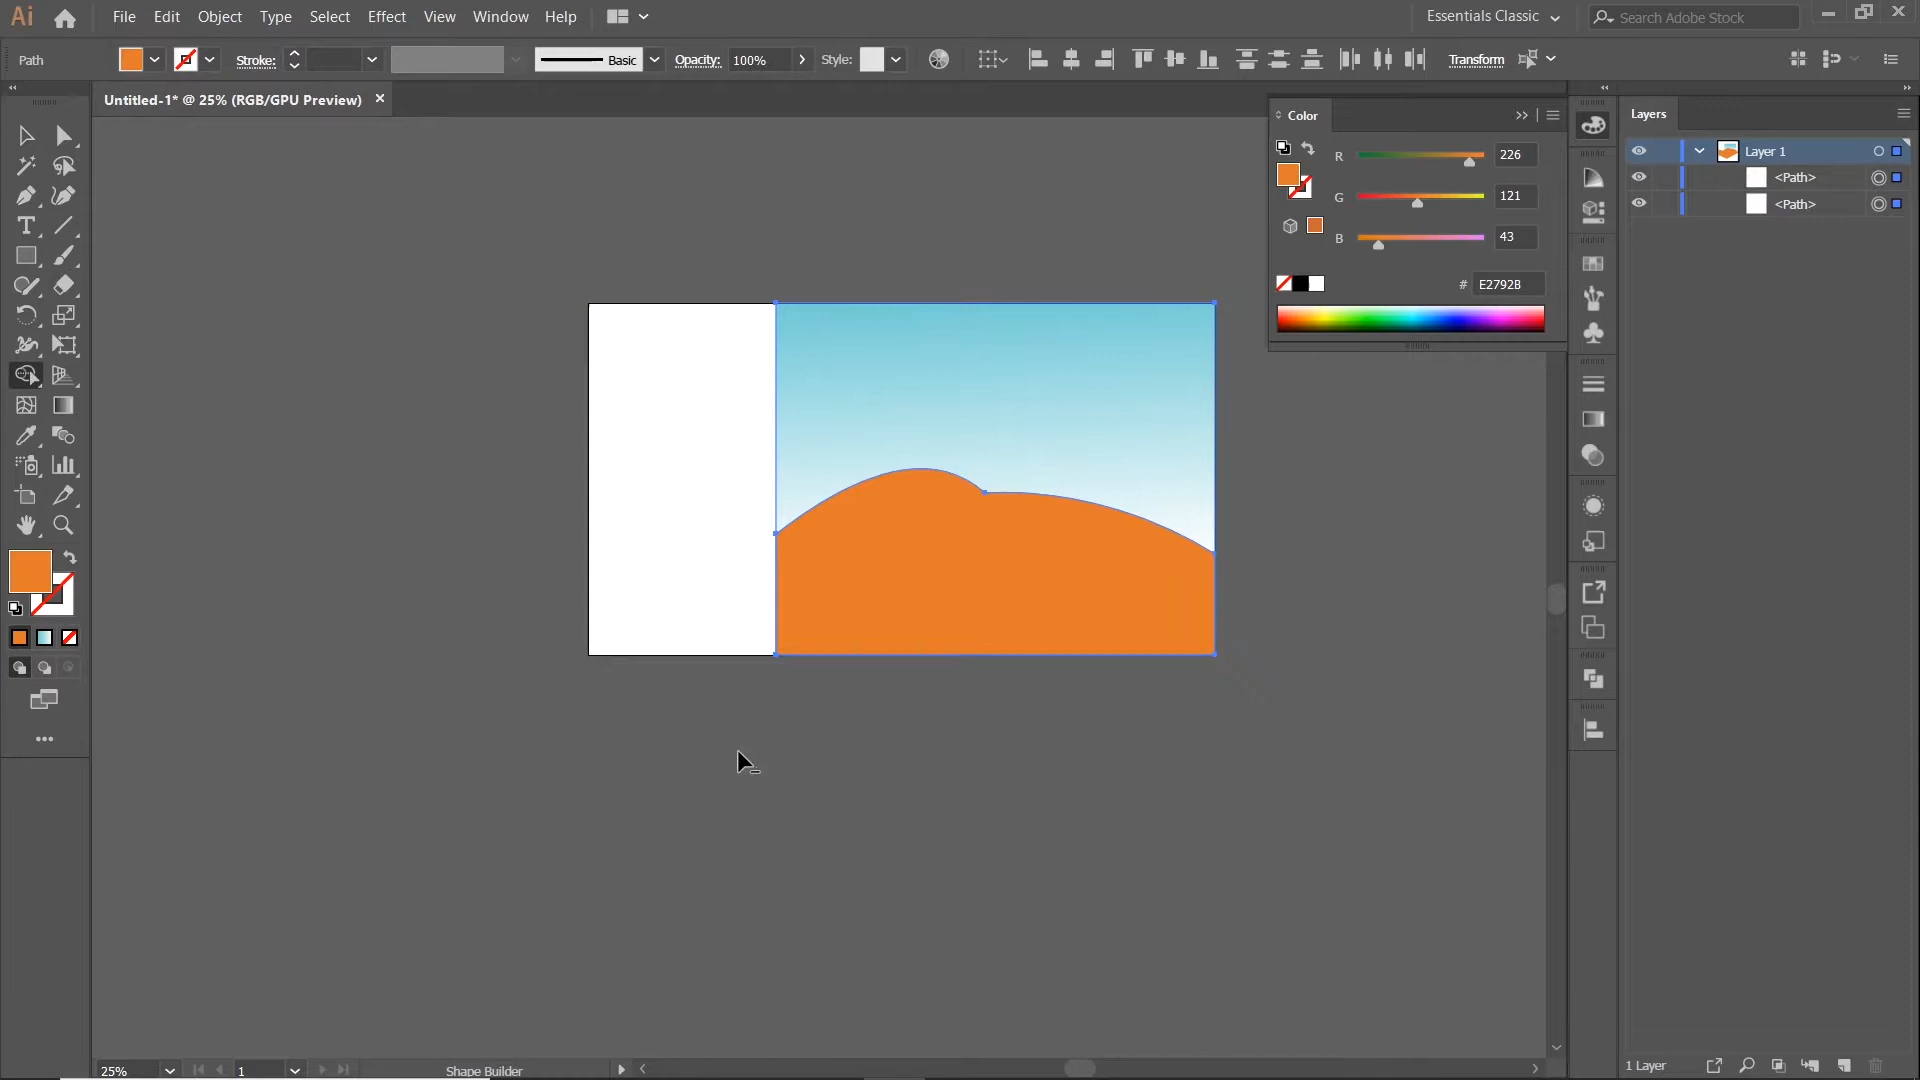 Ai File Edit Object Type Select Effect View Window Help Essentials Classic Search Adobe Stock
Path Stroke: Basic Opacity: 100% Style: Transform
Untitled-1* @ 25% (RGB/GPU Preview)
Color
R 226
G 121
B 43
# E2792B
Layers
Layer 1
<Path>
<Path>
25% 1 Shape Builder
1 Layer